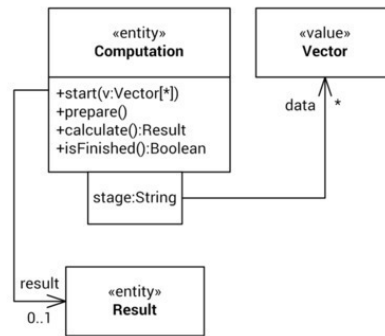 «entity»
Computation
+start(v:Vector[*])
+prepare()
+calculate():Result
+isFinished():Boolean
stage:String
«value»
Vector
data
*
result
0..1
«entity»
Result